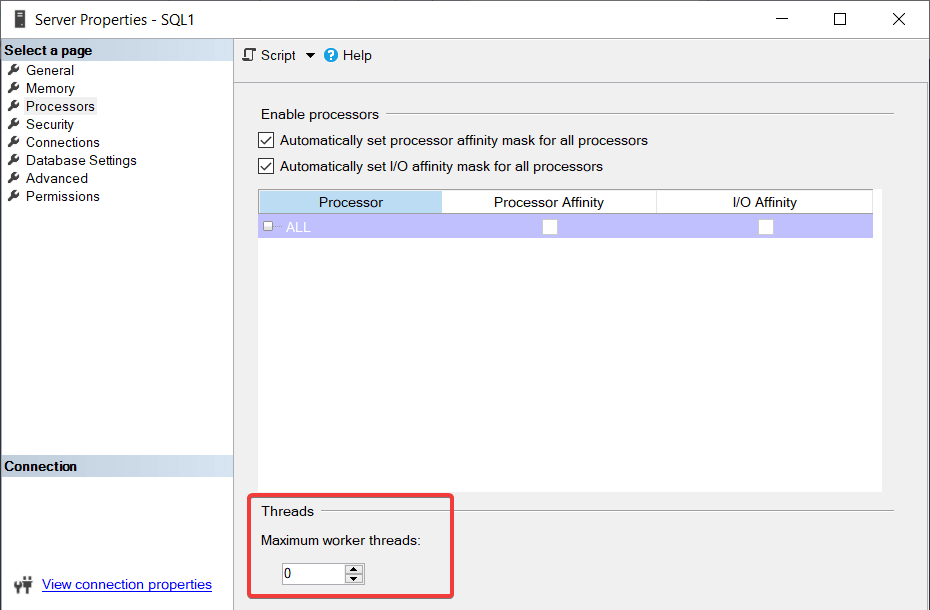 Server Properties - SQL1
Select a page
General
Memory
Processors
Security
Connections
Database Settings
Advanced
Permissions
Connection
View connection properties
Script
Help
Enable processors
Automatically set processor affinity mask for all processors
Automatically set I/O affinity mask for all processors
Processor Processor Affinity I/O Affinity
ALL
Threads
Maximum worker threads:
0